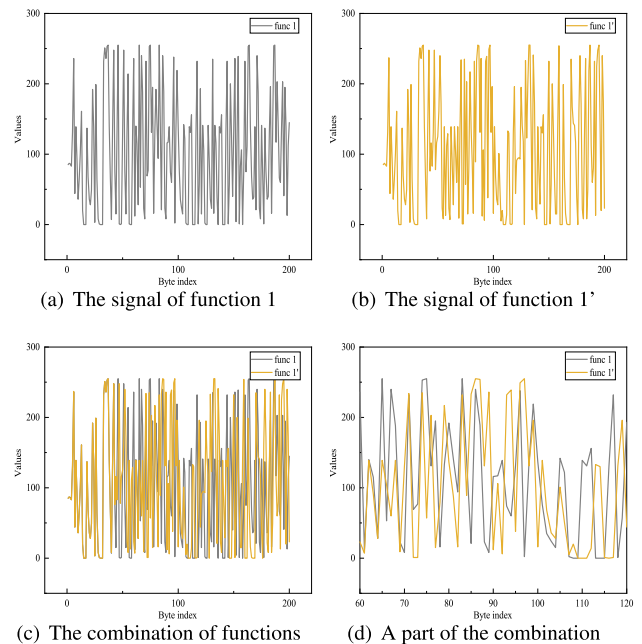 300
func 1
200
Values
100
0
0
100
200
Byte index
(a) The signal of function 1
300
func 1'
200
Values
100
0
0
100
200
Byte index
(b) The signal of function 1’
300
func 1
func 1'
200
Values
100
0
0
100
200
Byte index
(c) The combination of functions
300
func 1
func 1'
200
Values
100
0
60
70
80
90
100
110
120
Byte index
(d) A part of the combination